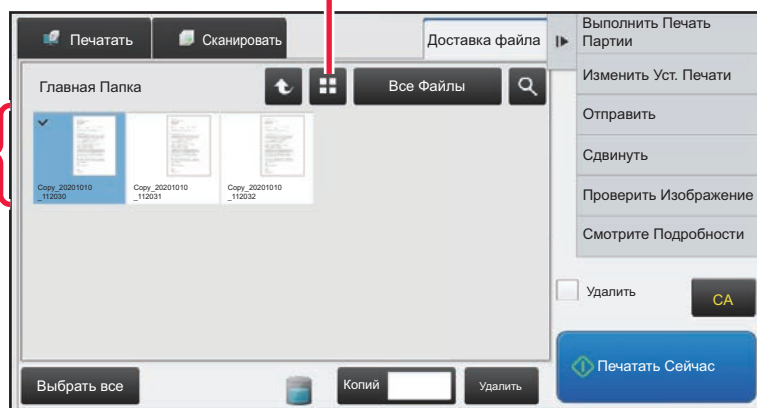 Печатать
Сканировать
Доставка файла
Выполнить Печать
Партии
Главная Папка
Все Файлы
Изменить Уст. Печати
Отправить
Сдвинуть
Проверить Изображение
Смотрите Подробности
Copy_20201010
_112030
Copy_20201010
_112031
Copy_20201010
_112032
Удалить
CA
Печатать Сейчас
Выбрать все
Копий
Удалить